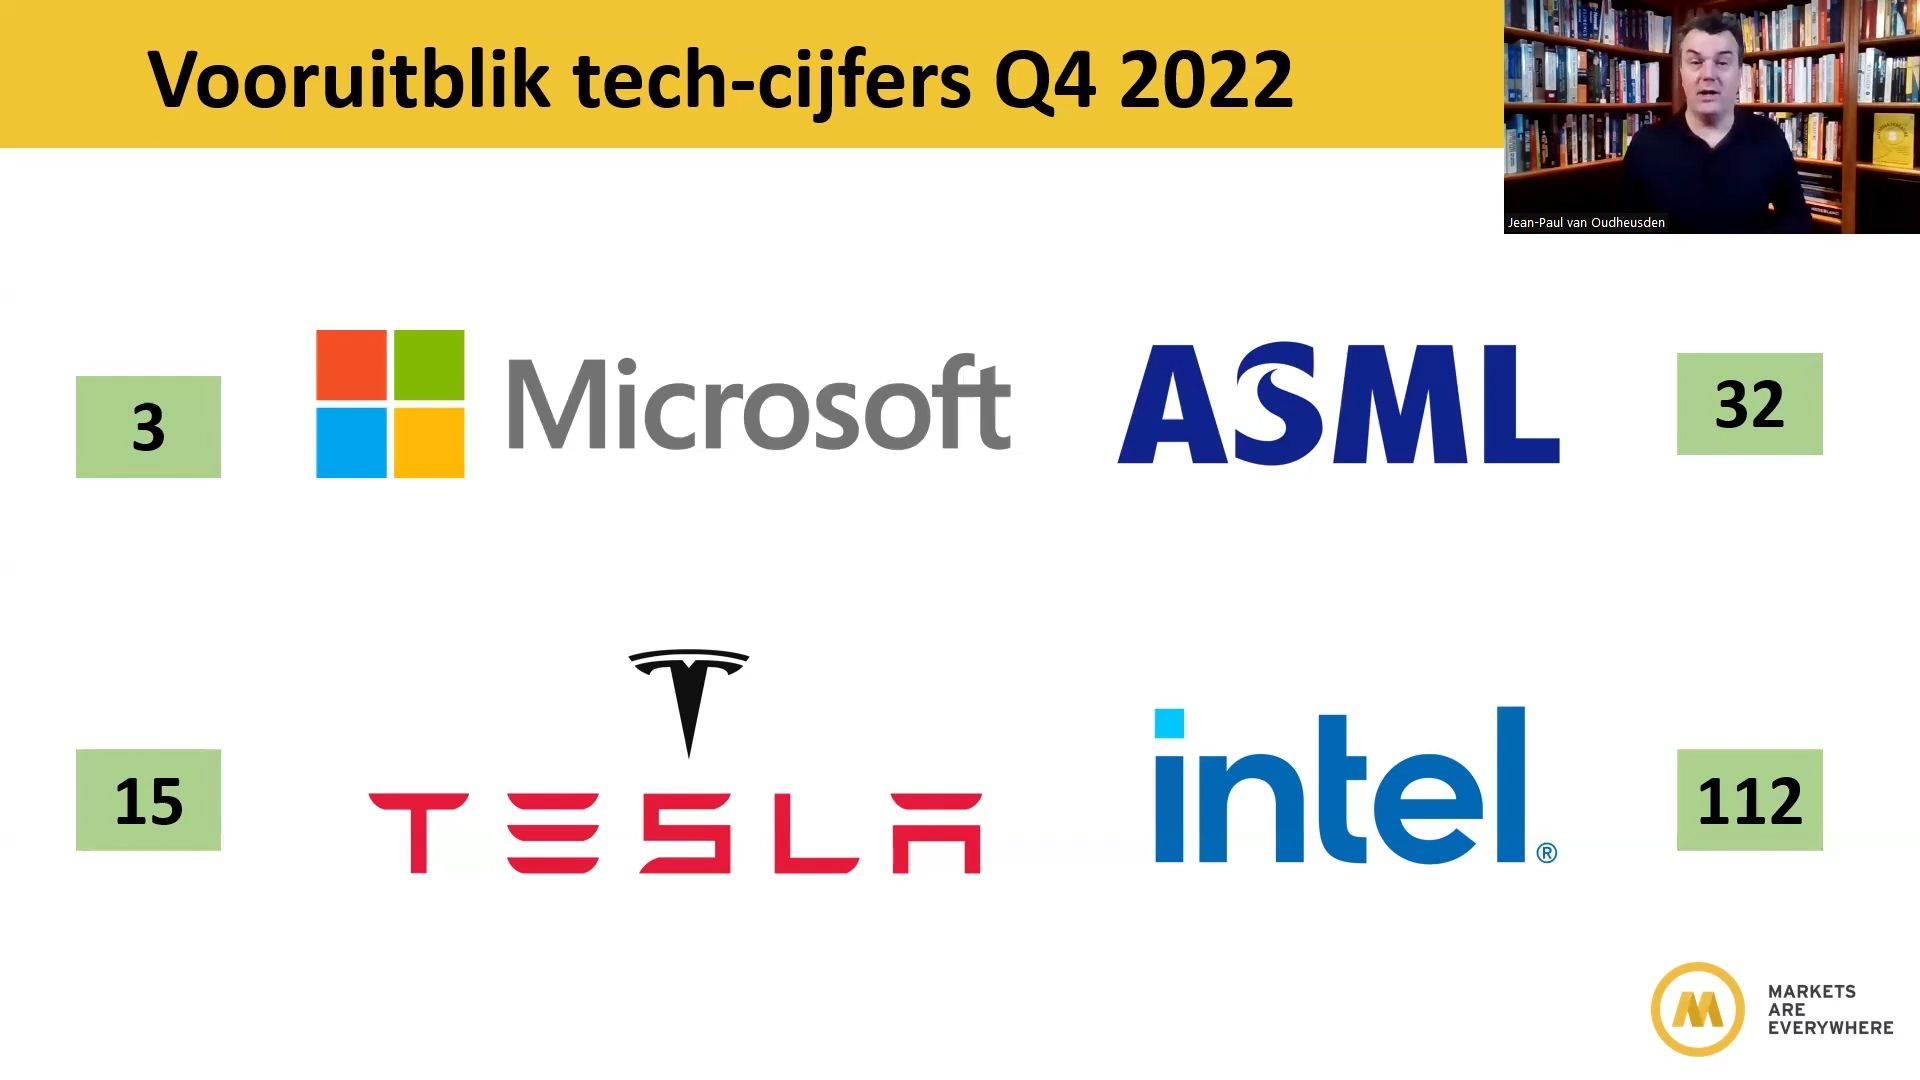 Vooruitblik tech-cijfers Q4 2022
Jean-Paul van Oudheusden
3
Microsoft
ASML
32
15
TESLA
intel®
112
MARKETS
ARE
EVERYWHERE